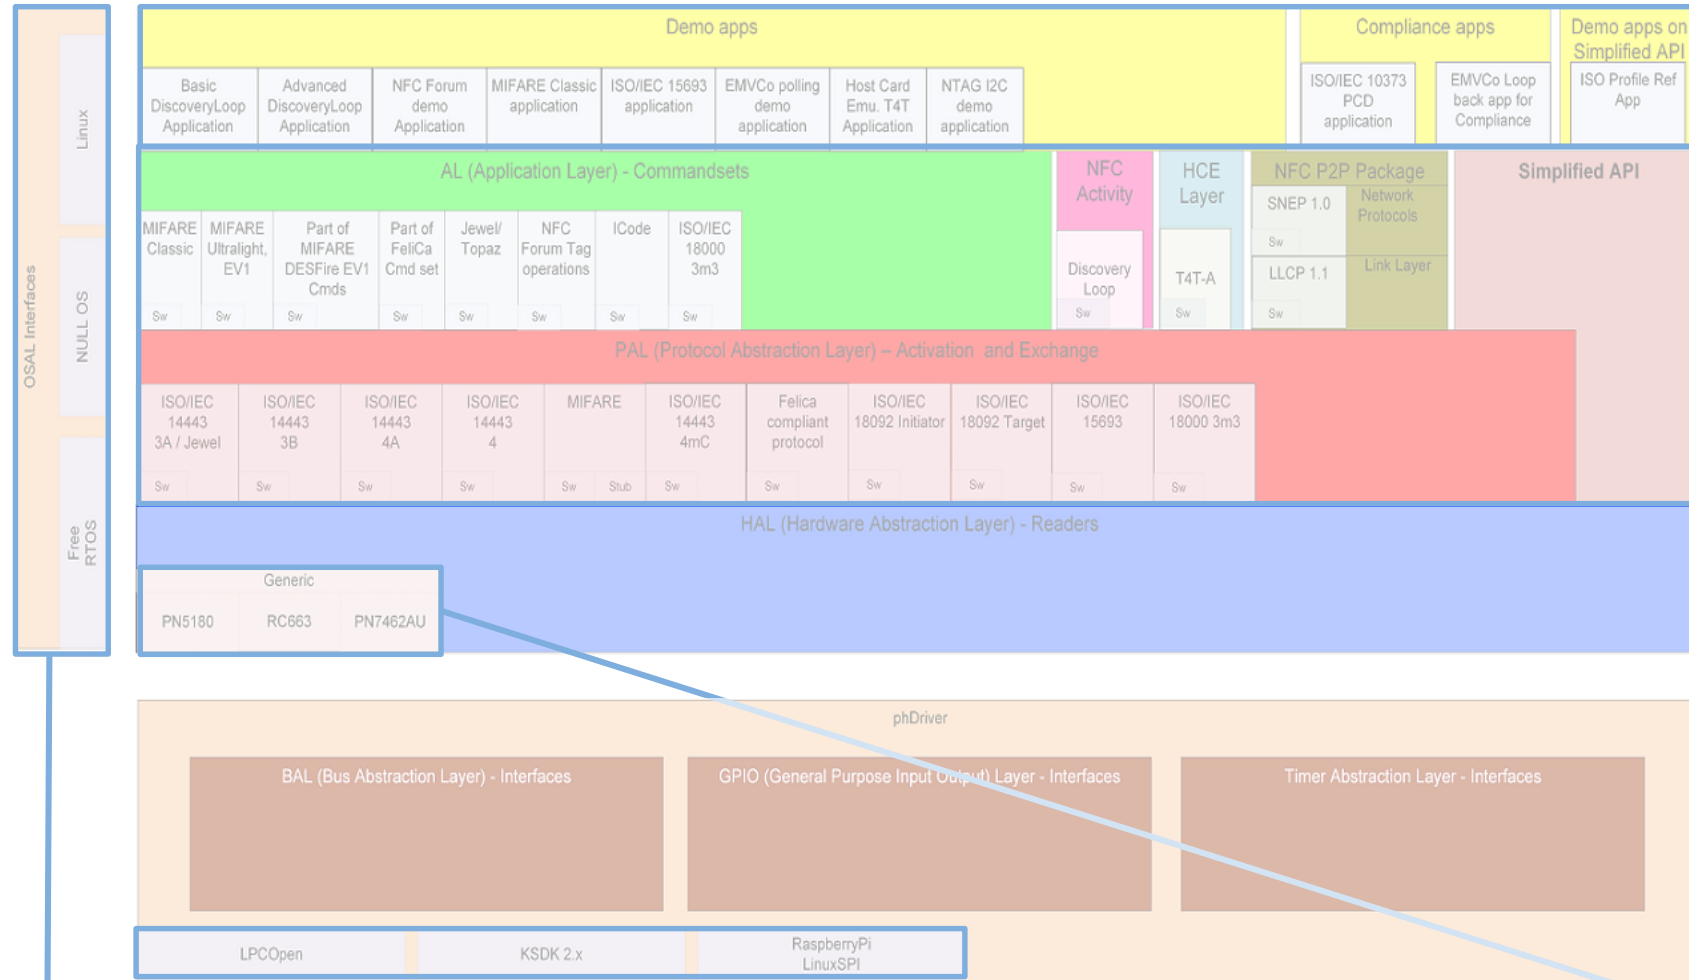 OSAL Interfaces
Linux
NULL OS
Free
RTOS
Demo apps
Basic
DiscoveryLoop
Application
Advanced
DiscoveryLoop
Application
NFC Forum
demo
Application
MIFARE Classic
application
ISO/IEC 15693
application
EMVCo polling
demo
application
Host Card
Emu. T4T
Application
NTAG I2C
demo
application
Compliance apps
ISO/IEC 10373
PCD
application
EMVCo Loop
back app for
Compliance
Demo apps on
Simplified API
ISO Profile Ref
App
AL (Application Layer) - Commandsets
MIFARE
Classic
Sw
MIFARE
Ultralight,
EV1
Sw
Part of
MIFARE
DESFire EV1
Cmds
Sw
Part of
FeliCa
Cmd set
Sw
Jewel/
Topaz
Sw
NFC
Forum Tag
operations
Sw
ICode
Sw
ISO/IEC
18000
3m3
Sw
NFC
Activity
Discovery
Loop
Sw
HCE
Layer
T4T-A
Sw
NFC P2P Package
SNEP 1.0
Sw
Network
Protocols
LLCP 1.1
Sw
Link Layer
Simplified API
PAL (Protocol Abstraction Layer) – Activation and Exchange
ISO/IEC
14443
3A / Jewel
Sw
ISO/IEC
14443
3B
Sw
ISO/IEC
14443
4A
Sw
ISO/IEC
14443
4
Sw
MIFARE
Sw
Stub
ISO/IEC
14443
4mC
Sw
Felica
compliant
protocol
Sw
ISO/IEC
18092 Initiator
Sw
ISO/IEC
18092 Target
Sw
ISO/IEC
15693
Sw
ISO/IEC
18000 3m3
Sw
HAL (Hardware Abstraction Layer) - Readers
Generic
PN5180
RC663
PN7462AU
phDriver
BAL (Bus Abstraction Layer) - Interfaces
GPIO (General Purpose Input Output) Layer - Interfaces
Timer Abstraction Layer - Interfaces
LPCOpen
KSDK 2.x
RaspberryPi
LinuxSPI